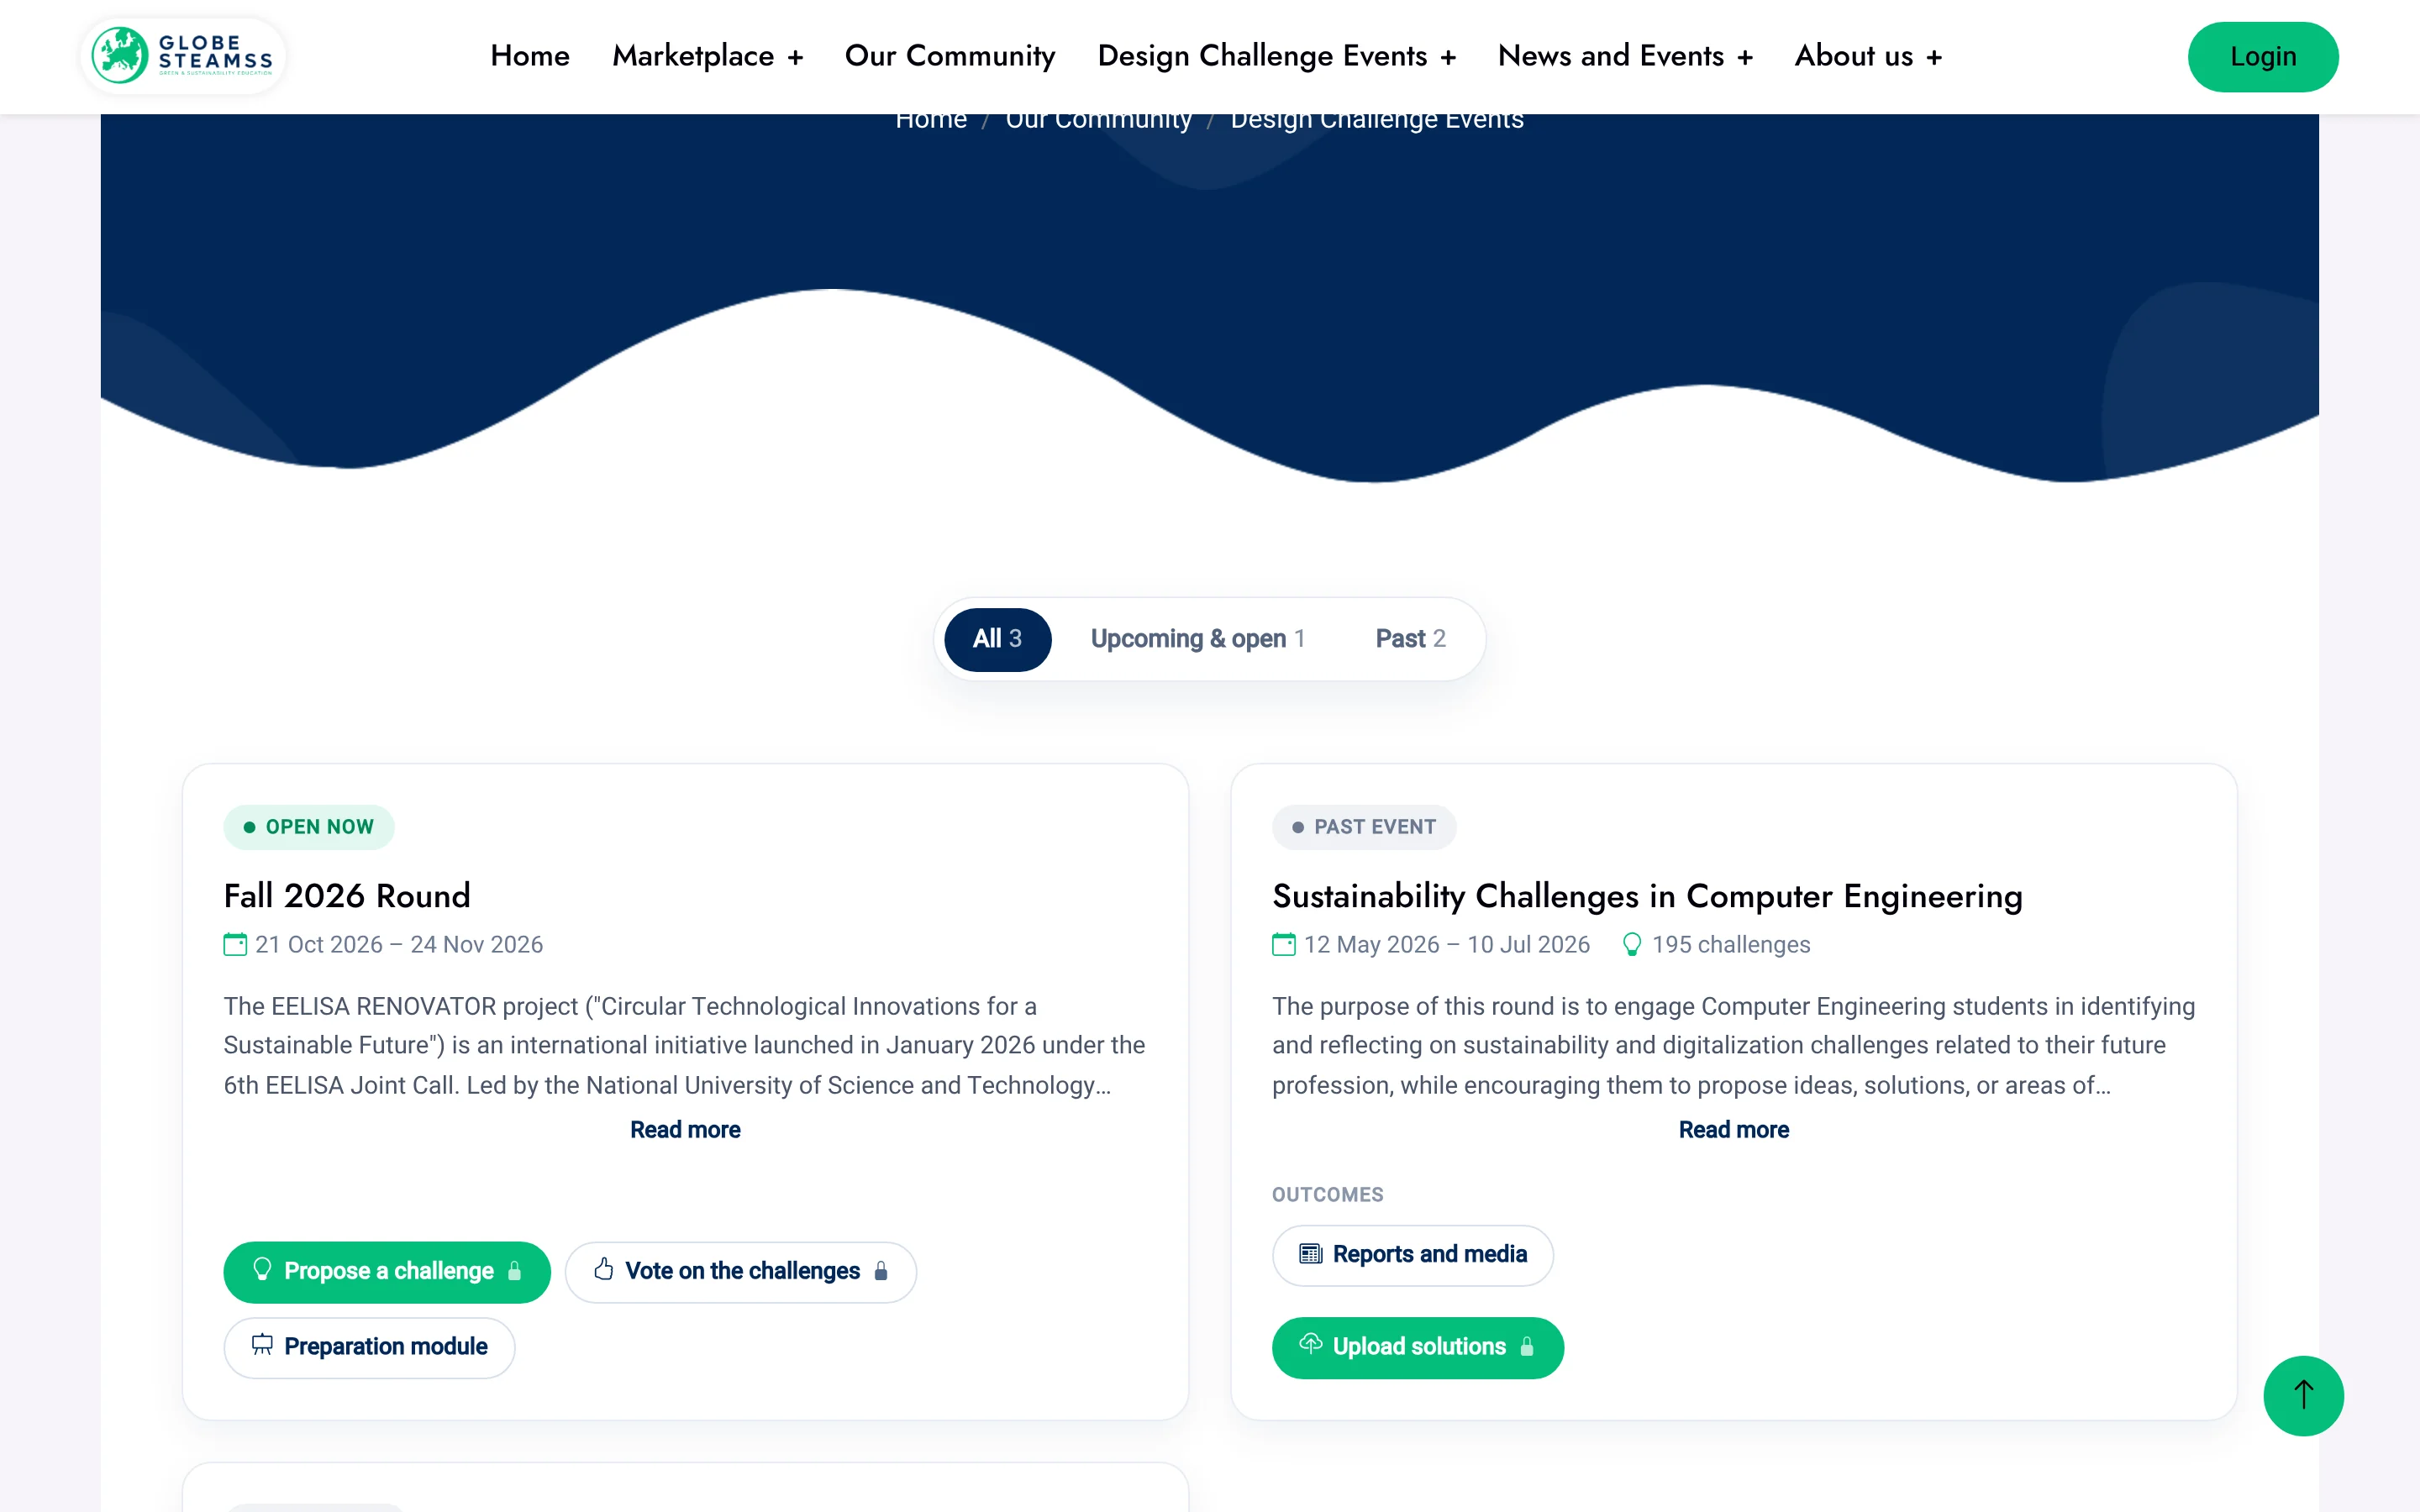 GLOBE
STEAMSS
GREEN & SUSTAINABILITY EDUCATION
Home
Marketplace +
Our Community
Design Challenge Events +
News and Events +
About us +
Login
Home / Our Community / Design Challenge Events
All 3
Upcoming & open 1
Past 2
OPEN NOW
Fall 2026 Round
21 Oct 2026 – 24 Nov 2026
The EELISA RENOVATOR project ("Circular Technological Innovations for a
Sustainable Future") is an international initiative launched in January 2026 under the
6th EELISA Joint Call. Led by the National University of Science and Technology...
Read more
Propose a challenge
Vote on the challenges
Preparation module
PAST EVENT
Sustainability Challenges in Computer Engineering
12 May 2026 – 10 Jul 2026
195 challenges
The purpose of this round is to engage Computer Engineering students in identifying
and reflecting on sustainability and digitalization challenges related to their future
profession, while encouraging them to propose ideas, solutions, or areas of...
Read more
OUTCOMES
Reports and media
Upload solutions